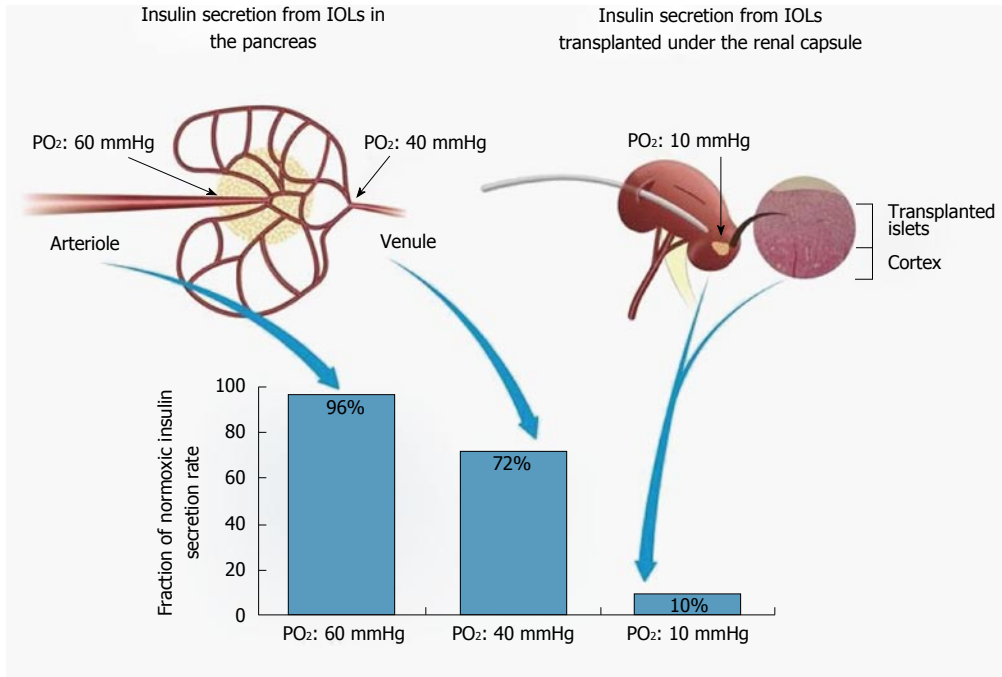 Insulin secretion from IOLs in
the pancreas
Insulin secretion from IOLs
transplanted under the renal capsule
PO₂: 60 mmHg
PO₂: 40 mmHg
PO₂: 10 mmHg
Arteriole
Venule
Transplanted
islets
Cortex
Fraction of normoxic insulin
secretion rate
100
80
60
40
20
0
96%
72%
10%
PO₂: 60 mmHg
PO₂: 40 mmHg
PO₂: 10 mmHg